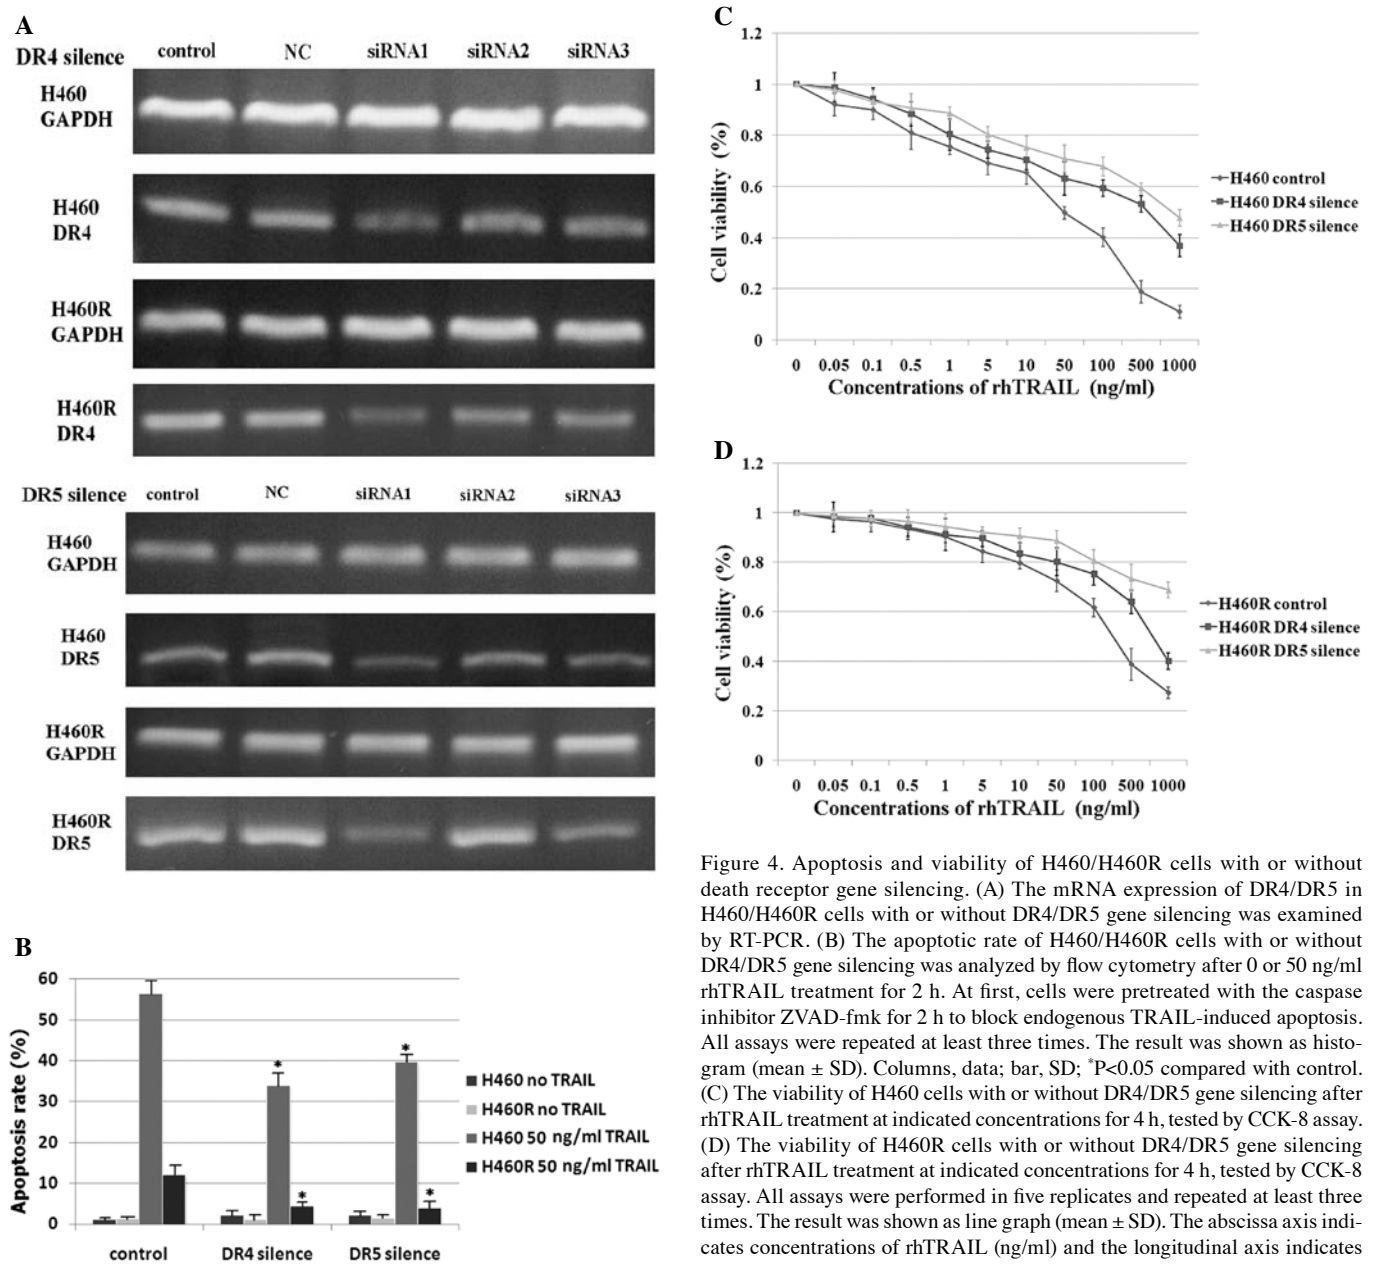 A
DR4 silence control NC siRNA1 siRNA2 siRNA3
H460
GAPDH
H460
DR4
H460R
GAPDH
H460R
DR4
DR5 silence control NC siRNA1 siRNA2 siRNA3
H460
GAPDH
H460
DR5
H460R
GAPDH
H460R
DR5
B
Apoptosis rate (%)
60
50
40
30
20
10
0
* * * *
control DR4 silence DR5 silence
H460 no TRAIL
H460R no TRAIL
H460 50 ng/ml TRAIL
H460R 50 ng/ml TRAIL
C
Cell viability (%)
1.2
1
0.8
0.6
0.4
0.2
0
0 0.05 0.1 0.5 1 5 10 50 100 500 1000
Concentrations of rhTRAIL (ng/ml)
H460 control
H460 DR4 silence
H460 DR5 silence
D
Cell viability (%)
1.2
1
0.8
0.6
0.4
0.2
0
0 0.05 0.1 0.5 1 5 10 50 100 500 1000
Concentrations of rhTRAIL (ng/ml)
H460R control
H460R DR4 silence
H460R DR5 silence
Figure 4. Apoptosis and viability of H460/H460R cells with or without
death receptor gene silencing. (A) The mRNA expression of DR4/DR5 in
H460/H460R cells with or without DR4/DR5 gene silencing was examined
by RT-PCR. (B) The apoptotic rate of H460/H460R cells with or without
DR4/DR5 gene silencing was analyzed by flow cytometry after 0 or 50 ng/ml
rhTRAIL treatment for 2 h. At first, cells were pretreated with the caspase
inhibitor ZVAD-fmk for 2 h to block endogenous TRAIL-induced apoptosis.
All assays were repeated at least three times. The result was shown as histo-
gram (mean ± SD). Columns, data; bar, SD; *P<0.05 compared with control.
(C) The viability of H460 cells with or without DR4/DR5 gene silencing after
rhTRAIL treatment at indicated concentrations for 4 h, tested by CCK-8 assay.
(D) The viability of H460R cells with or without DR4/DR5 gene silencing
after rhTRAIL treatment at indicated concentrations for 4 h, tested by CCK-8
assay. All assays were performed in five replicates and repeated at least three
times. The result was shown as line graph (mean ± SD). The abscissa axis indi-
cates concentrations of rhTRAIL (ng/ml) and the longitudinal axis indicates